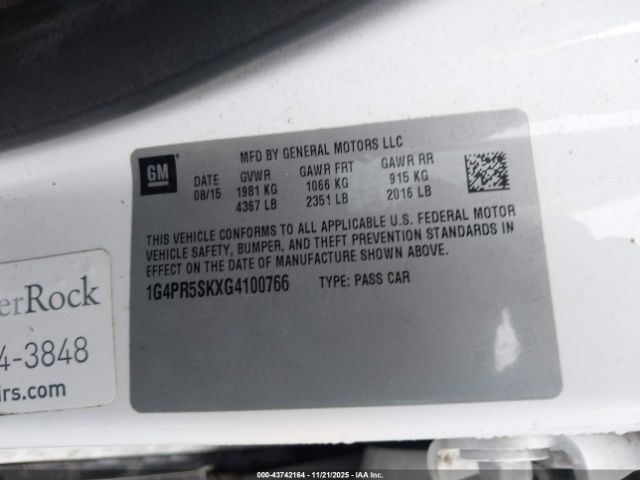 GM
MFD BY GENERAL MOTORS LLC
DATE GVWR GAWR FRT GAWR RR
08/15 1981 KG 1066 KG 915 KG
4367 LB 2351 LB 2016 LB
THIS VEHICLE CONFORMS TO ALL APPLICABLE U.S. FEDERAL MOTOR
VEHICLE SAFETY, BUMPER, AND THEFT PREVENTION STANDARDS IN
EFFECT ON THE DATE OF MANUFACTURE SHOWN ABOVE.
1G4PR5SKXG4100766 TYPE: PASS CAR
erRock
4-3848
irs.com
000-43742164 - 11/21/2025 - IAA, Inc.